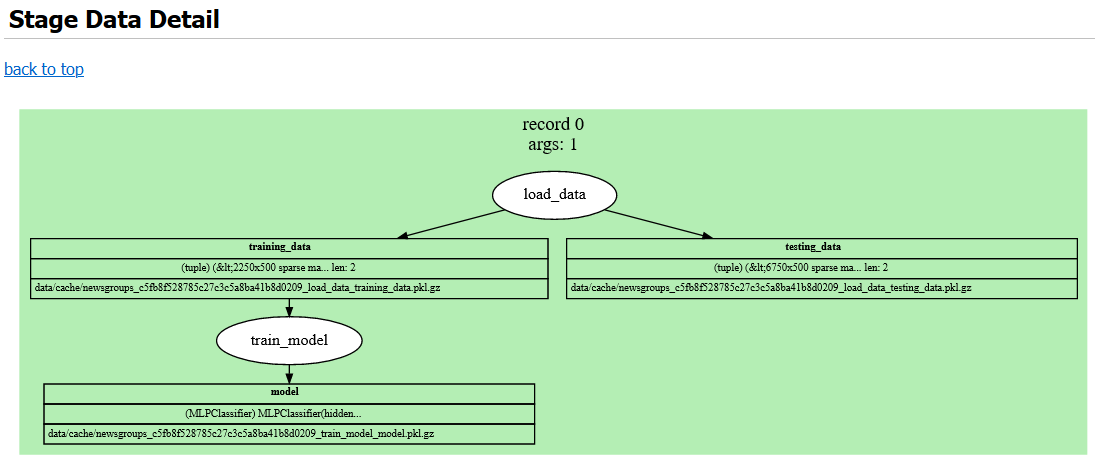 Stage Data Detail
back to top
record 0
args: 1
load_data
training_data
(tuple) (&lt;2250x500 sparse ma... len: 2
data/cache/newsgroups_c5fb8f528785c27c3c5a8ba41b8d0209_load_data_training_data.pkl.gz
testing_data
(tuple) (&lt;6750x500 sparse ma... len: 2
data/cache/newsgroups_c5fb8f528785c27c3c5a8ba41b8d0209_load_data_testing_data.pkl.gz
train_model
model
(MLPClassifier) MLPClassifier(hidden...
data/cache/newsgroups_c5fb8f528785c27c3c5a8ba41b8d0209_train_model_model.pkl.gz